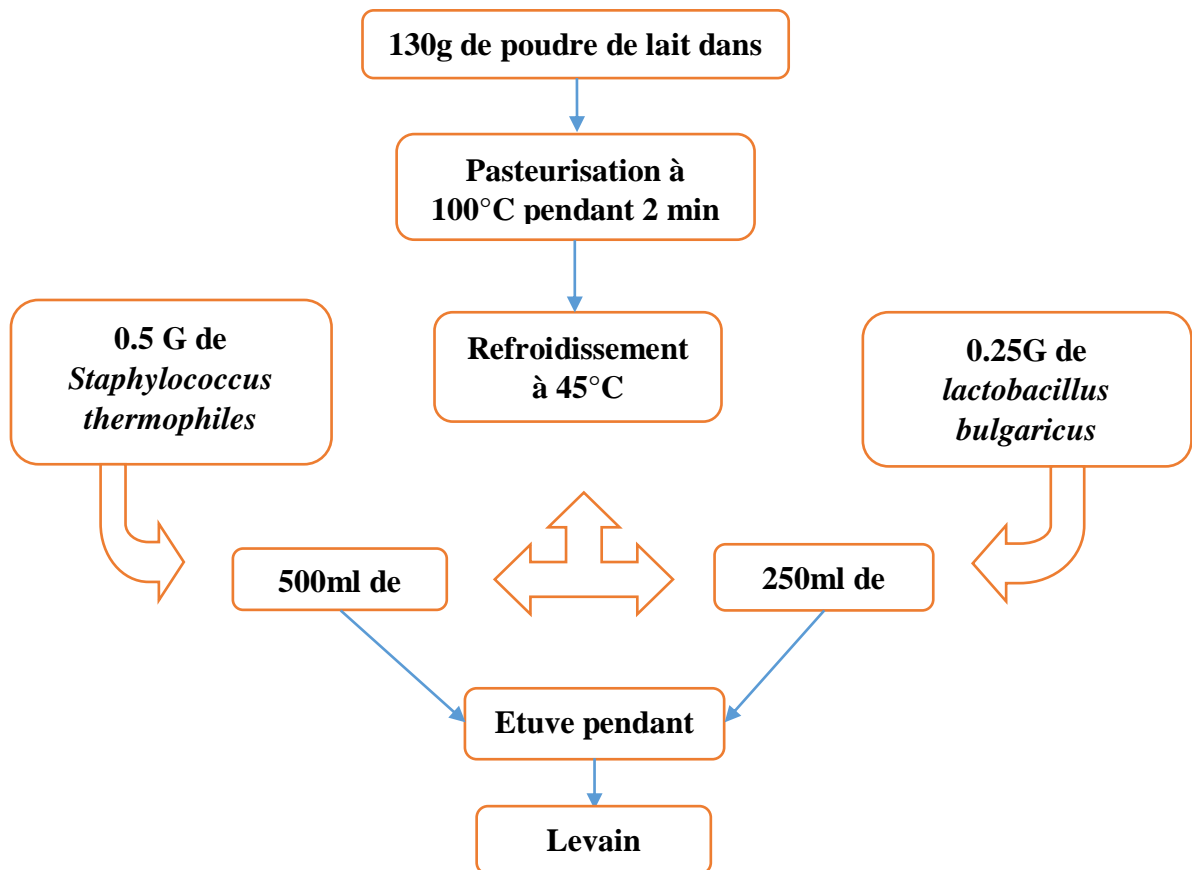 130g de poudre de lait dans
Pasteurisation à
100°C pendant 2 min
0.5 G de
Staphylococcus
thermophiles
Refroidissement
à 45°C
0.25G de
lactobacillus
bulgaricus
500ml de
250ml de
Etuve pendant
Levain